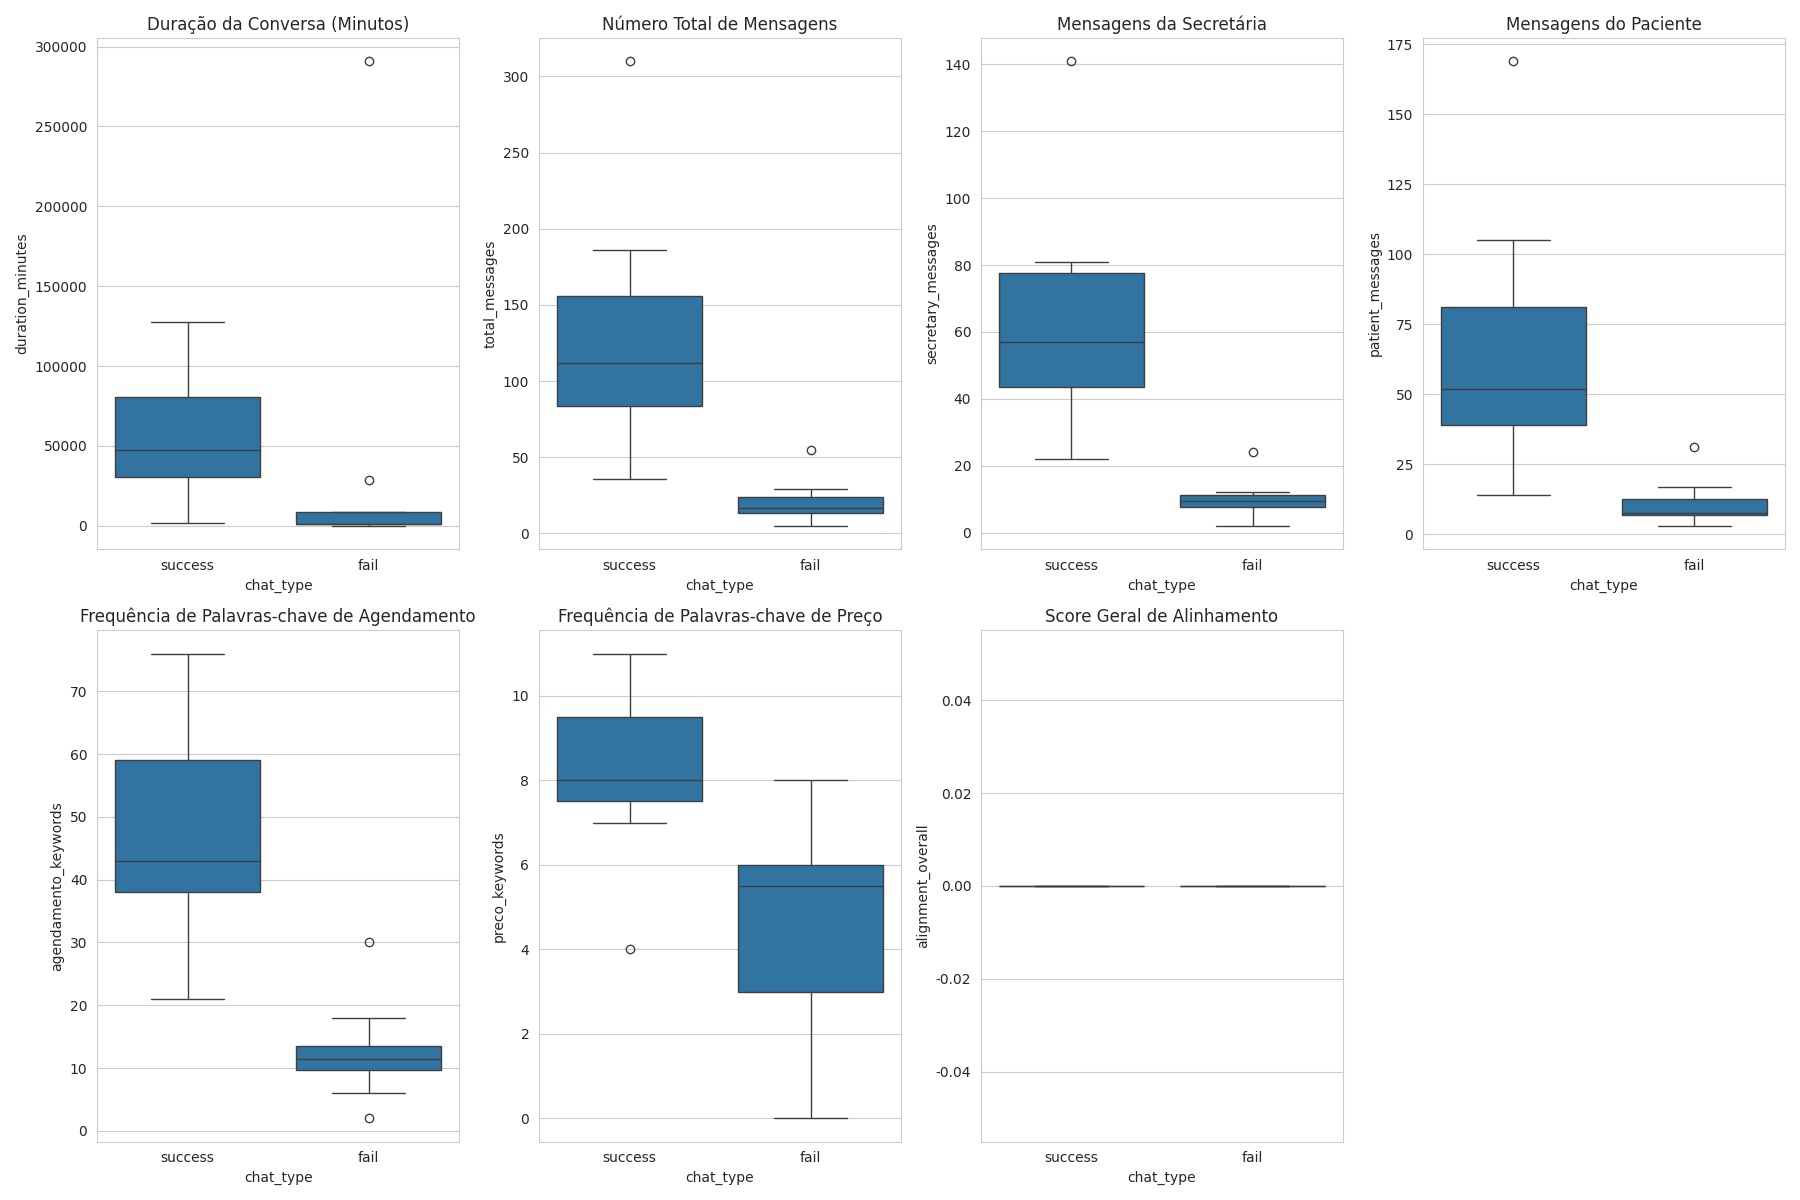 Duração da Conversa (Minutos)
300000
250000
200000
150000
100000
50000
0
duration_minutes
success
fail
chat_type
Número Total de Mensagens
300
250
200
150
100
50
0
total_messages
success
fail
chat_type
Mensagens da Secretária
140
120
100
80
60
40
20
0
secretary_messages
success
fail
chat_type
Mensagens do Paciente
175
150
125
100
75
50
25
0
patient_messages
success
fail
chat_type
Frequência de Palavras-chave de Agendamento
70
60
50
40
30
20
10
0
agendamento_keywords
success
fail
chat_type
Frequência de Palavras-chave de Preço
10
8
6
4
2
0
preco_keywords
success
fail
chat_type
Score Geral de Alinhamento
0.04
0.02
0.00
-0.02
-0.04
alignment_overall
success
fail
chat_type